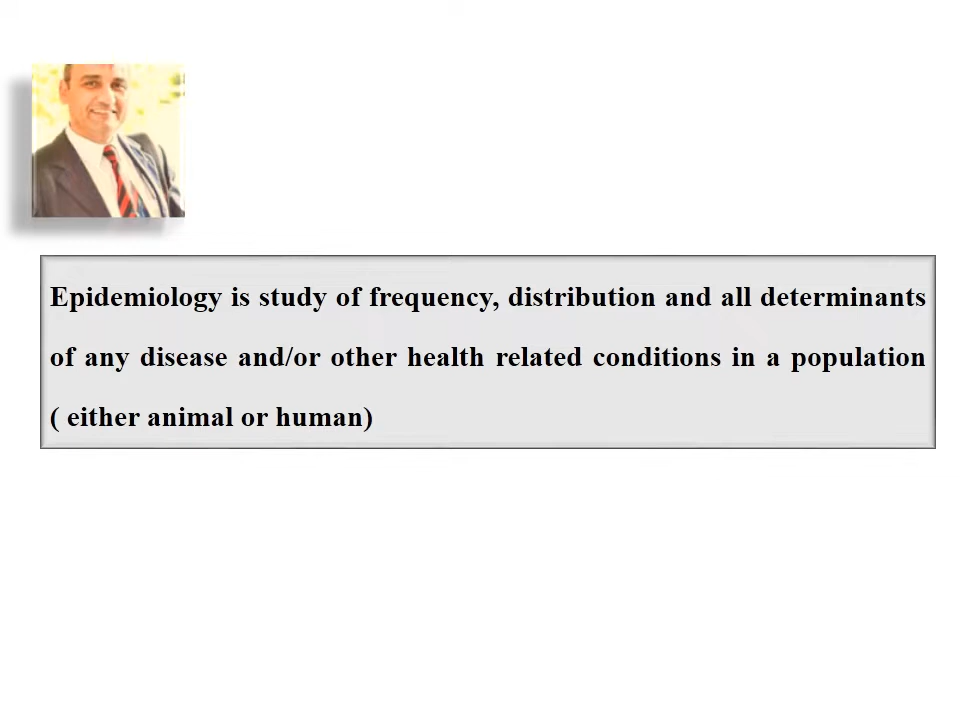 Epidemiology is study of frequency, distribution and all determinants
of any disease and/or other health related conditions in a population
( either animal or human)